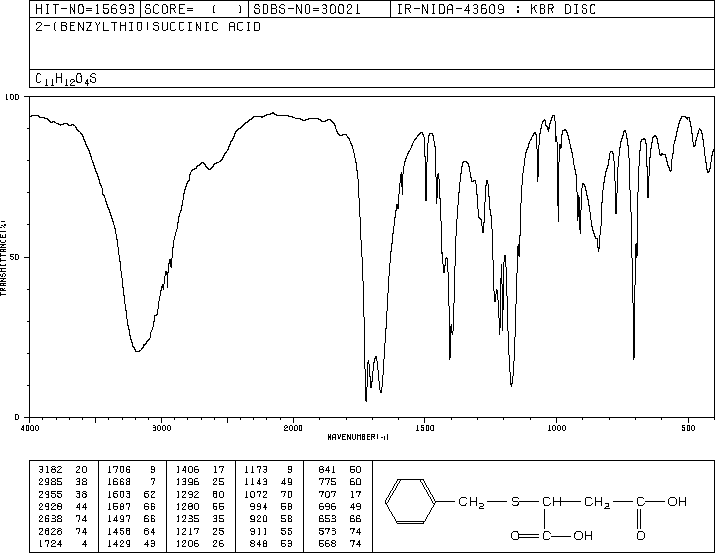 HIT-NO=15693 SCORE= ( ) SDBS-NO=30021 IR-NIDA-43609 : KBR DISC
2-(BENZYLTHIO)SUCCINIC ACID
C11H12O4S
100
50
0
TRANSMITTANCE(%)
4000 3000 2000 1500 1000 500
WAVENUMBER(-1)
3182 20 1706 9 1406 17 1173 9 841 50
2985 38 1668 7 1396 25 1143 49 775 60
2955 38 1603 62 1292 60 1072 70 707 17
2928 44 1587 66 1280 55 994 58 696 49
2638 74 1497 66 1235 35 920 58 653 66
2626 74 1458 64 1217 25 911 55 573 74
1724 4 1429 43 1206 26 848 53 568 74
CH2 S CH CH2 C OH
O C OH O